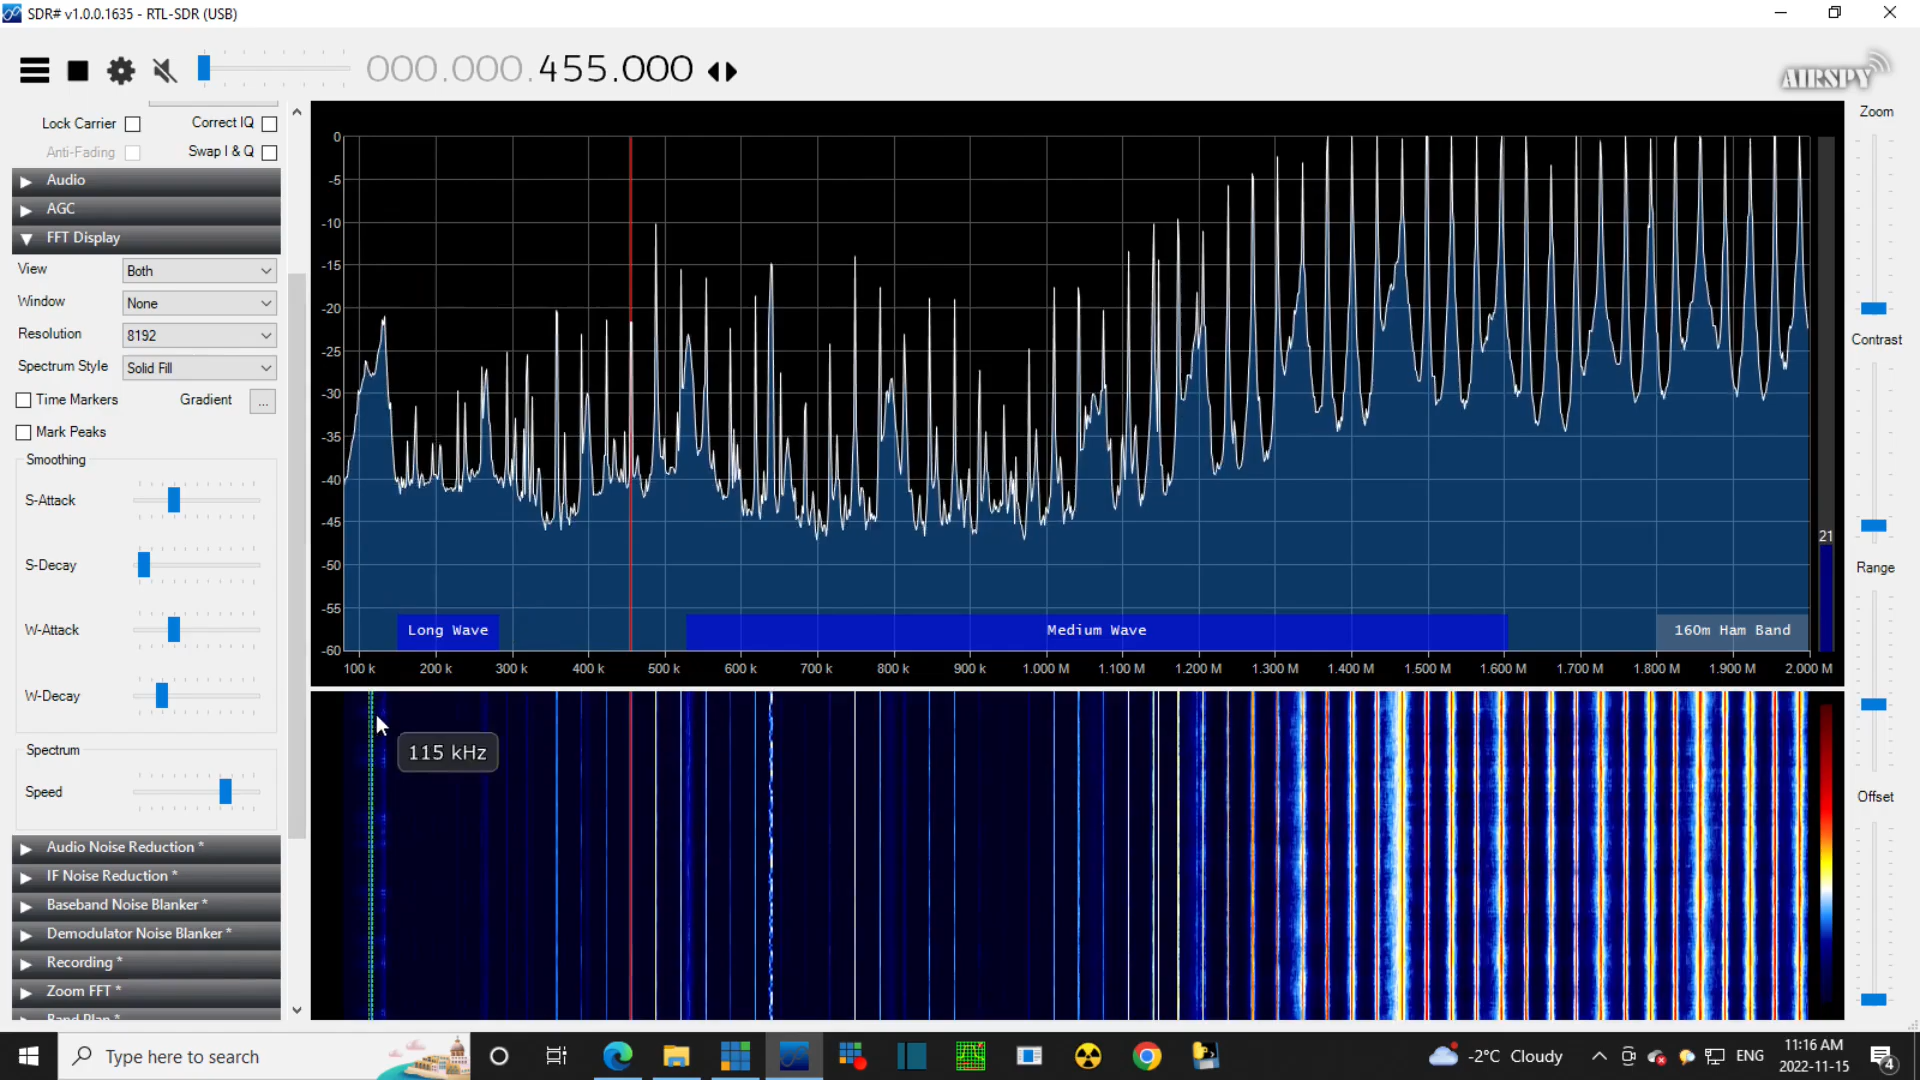 SDR# v1.0.0.1635 - RTL-SDR (USB)
000.000.455.000
AIRSPY
Lock Carrier
Correct IQ
Anti-Fading
Swap I & Q
Audio
AGC
FFT Display
View
Both
Window
None
Resolution
8192
Spectrum Style
Solid Fill
Time Markers
Gradient
...
Mark Peaks
Smoothing
S-Attack
S-Decay
W-Attack
W-Decay
Spectrum
Speed
Audio Noise Reduction *
IF Noise Reduction *
Baseband Noise Blanker *
Demodulator Noise Blanker *
Recording *
Zoom FFT *
Band Plan *
0
-5
-10
-15
-20
-25
-30
-35
-40
-45
-50
-55
-60
Long Wave
Medium Wave
160m Ham Band
100 k
200 k
300 k
400 k
500 k
600 k
700 k
800 k
900 k
1.000 M
1.100 M
1.200 M
1.300 M
1.400 M
1.500 M
1.600 M
1.700 M
1.800 M
1.900 M
2.000 M
21
115 kHz
Zoom
Contrast
Range
Offset
Type here to search
-2°C Cloudy
ENG
11:16 AM
2022-11-15
4